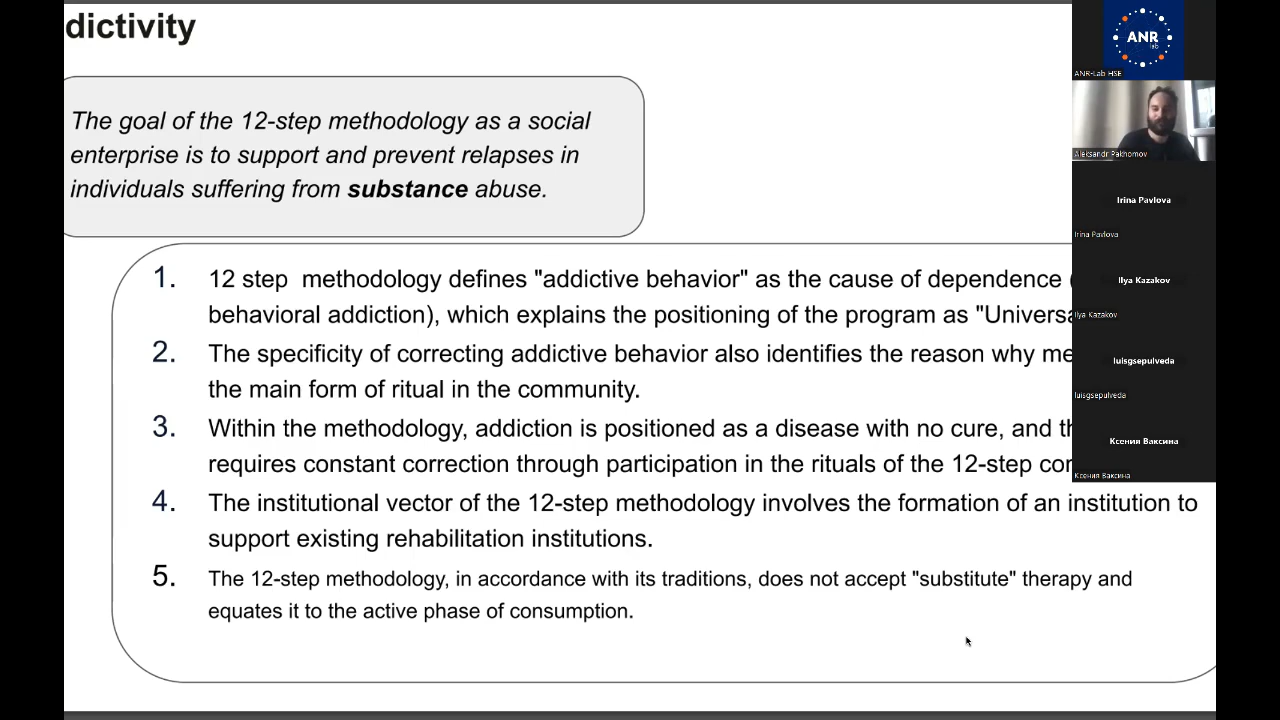 dictivity
The goal of the 12-step methodology as a social
enterprise is to support and prevent relapses in
individuals suffering from substance abuse.
1. 12 step methodology defines "addictive behavior" as the cause of dependence (
behavioral addiction), which explains the positioning of the program as "Universa
2. The specificity of correcting addictive behavior also identifies the reason why me
the main form of ritual in the community.
3. Within the methodology, addiction is positioned as a disease with no cure, and th
requires constant correction through participation in the rituals of the 12-step cor
4. The institutional vector of the 12-step methodology involves the formation of an institution to
support existing rehabilitation institutions.
5. The 12-step methodology, in accordance with its traditions, does not accept "substitute" therapy and
equates it to the active phase of consumption.
ANR
lab
ANR-Lab HSE
Aleksandr Pakhomov
Irina Pavlova
Irina Pavlova
Ilya Kazakov
Ilya Kazakov
luisgsepulveda
luisgsepulveda
Ксения Ваксина
Ксения Ваксина